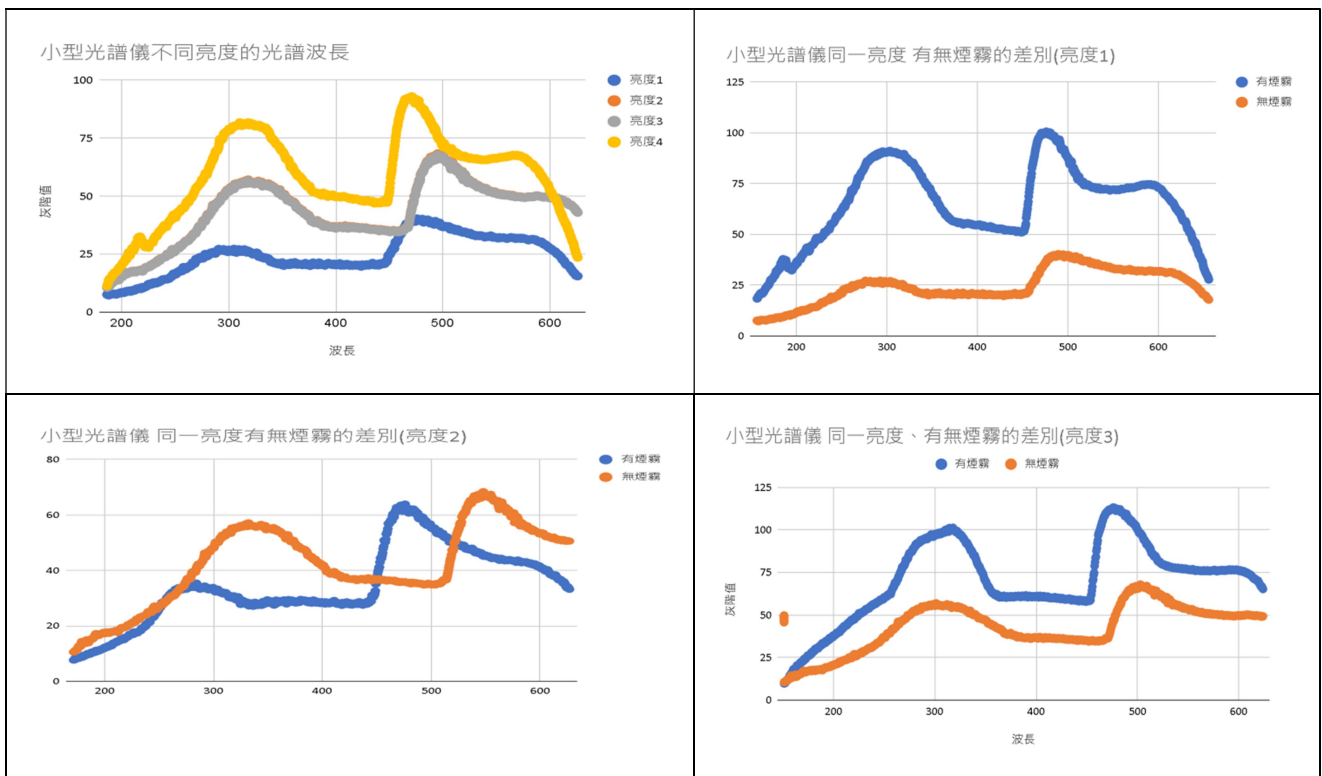 小型光譜儀不同亮度的光譜波長
100
75
50
25
0
200 300 400 500 600
灰階值
波長
亮度1
亮度2
亮度3
亮度4
小型光譜儀同一亮度 有無煙霧的差別(亮度1)
125
100
75
50
25
0
200 300 400 500 600
有煙霧
無煙霧
小型光譜儀 同一亮度有無煙霧的差別(亮度2)
80
60
40
20
0
200 300 400 500 600
有煙霧
無煙霧
小型光譜儀 同一亮度、有無煙霧的差別(亮度3)
有煙霧 無煙霧
125
100
75
50
25
0
200 300 400 500 600
灰階值
波長